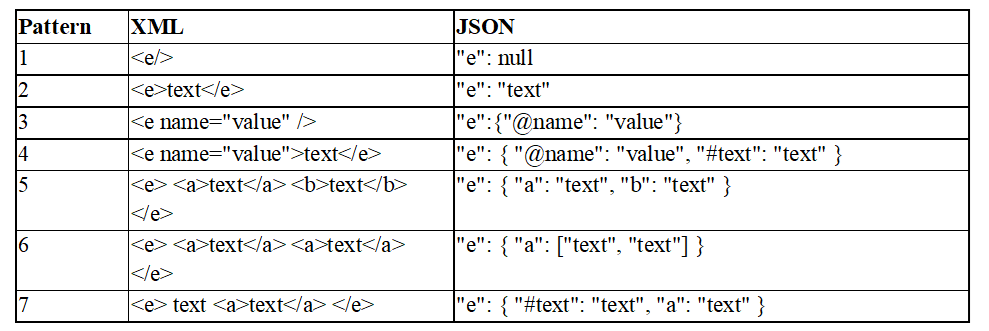 Pattern XML JSON
1 <e/> "e": null
2 <e>text</e> "e": "text"
3 <e name="value" /> "e":{"@name": "value"}
4 <e name="value">text</e> "e": { "@name": "value", "#text": "text" }
5 <e> <a>text</a> <b>text</b> "e": { "a": "text", "b": "text" }
</e>
6 <e> <a>text</a> <a>text</a> "e": { "a": ["text", "text"] }
</e>
7 <e> text <a>text</a> </e> "e": { "#text": "text", "a": "text" }